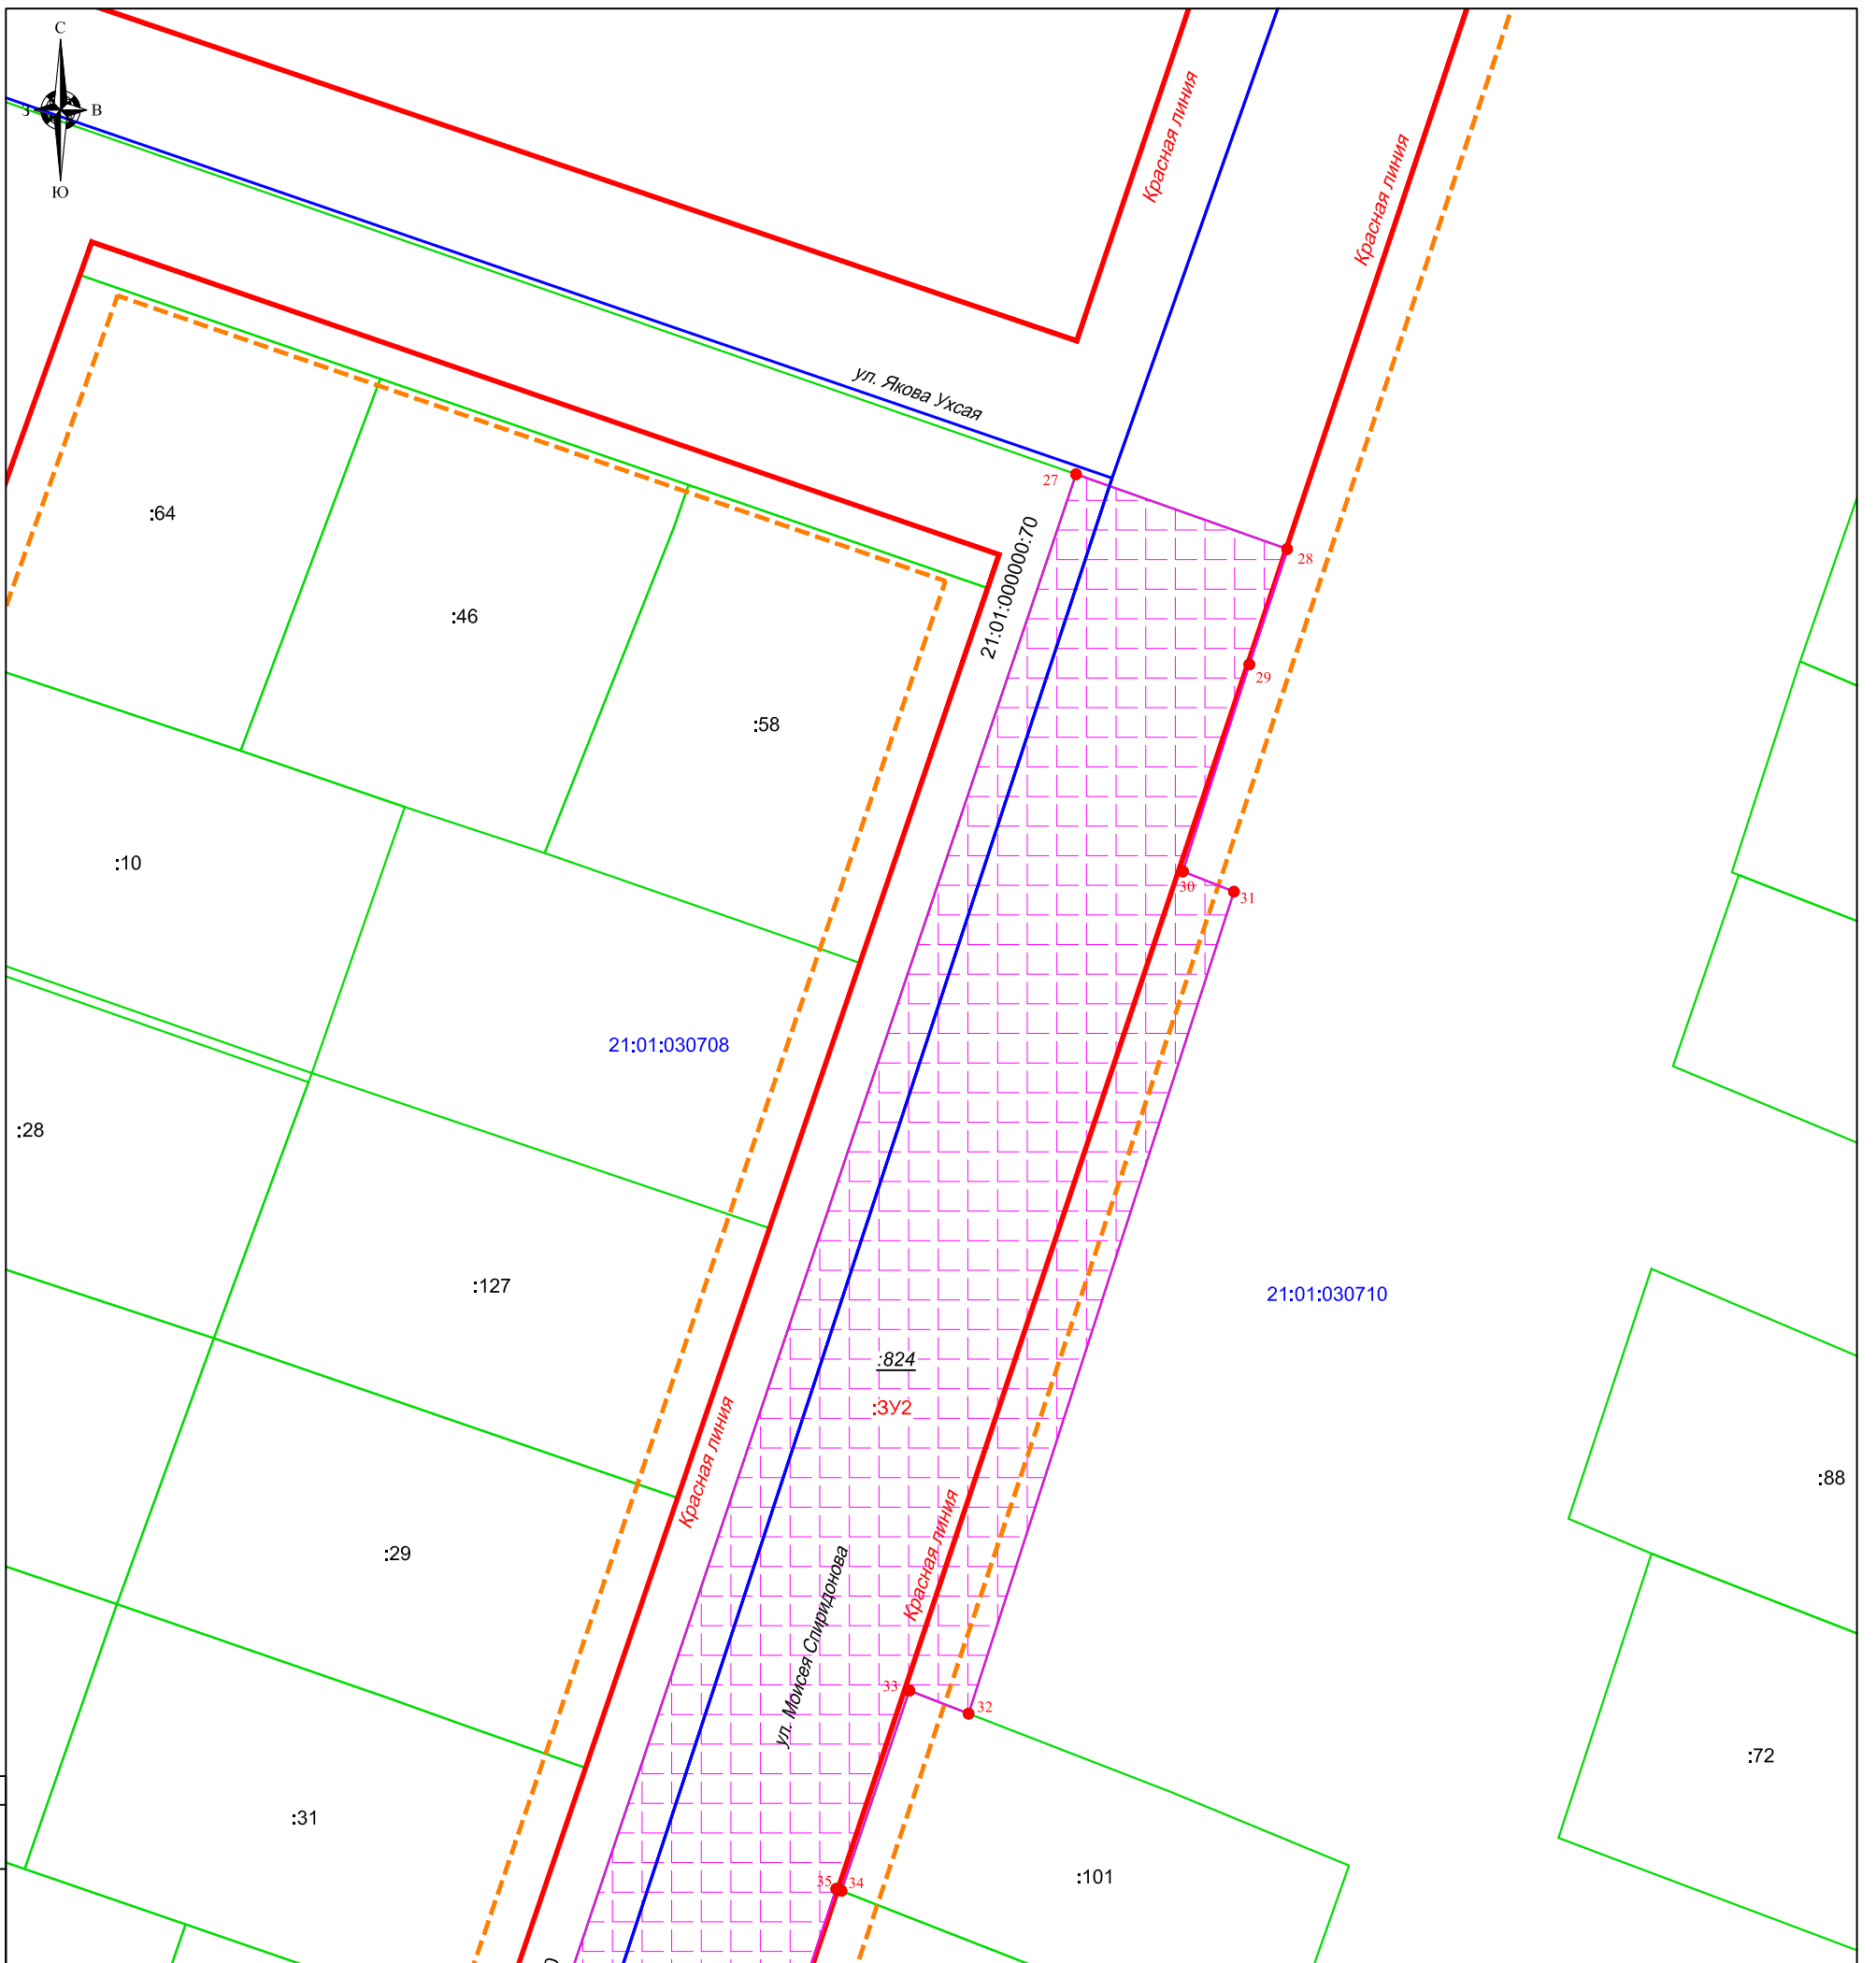 С
З
В
Ю
Красная линия
Красная линия
ул. Якова Ухсая
27
28
:64
21:01:000000:70
:46
29
:58
:10
30
31
21:01:030708
:28
:127
21:01:030710
:824
:ЗУ2
Красная линия
:88
Красная линия
:29
ул. Моисея Спиридонова
33
32
:72
:31
:101
35
34